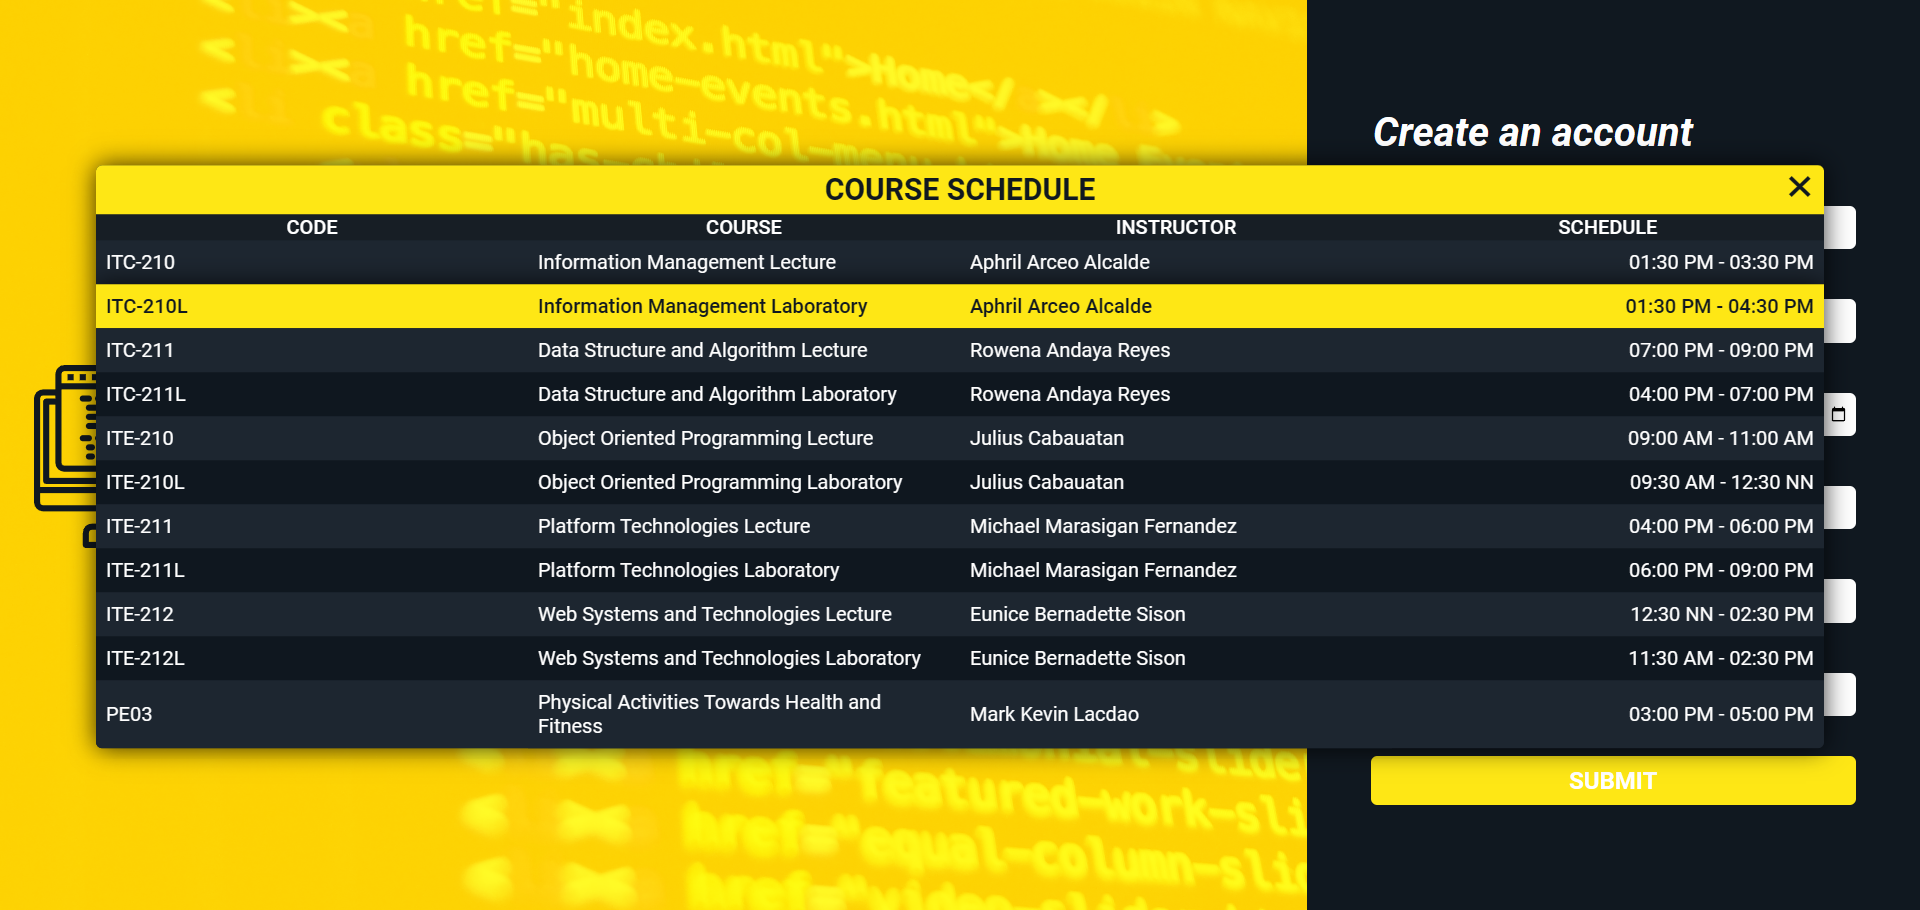 href="index.html">Home</
href="home-events.html">Home Event
href="multi-col-menu
class="has-
Create an account
COURSE SCHEDULE
CODE COURSE INSTRUCTOR SCHEDULE
ITC-210 Information Management Lecture Aphril Arceo Alcalde 01:30 PM - 03:30 PM
ITC-210L Information Management Laboratory Aphril Arceo Alcalde 01:30 PM - 04:30 PM
ITC-211 Data Structure and Algorithm Lecture Rowena Andaya Reyes 07:00 PM - 09:00 PM
ITC-211L Data Structure and Algorithm Laboratory Rowena Andaya Reyes 04:00 PM - 07:00 PM
ITE-210 Object Oriented Programming Lecture Julius Cabauatan 09:00 AM - 11:00 AM
ITE-210L Object Oriented Programming Laboratory Julius Cabauatan 09:30 AM - 12:30 NN
ITE-211 Platform Technologies Lecture Michael Marasigan Fernandez 04:00 PM - 06:00 PM
ITE-211L Platform Technologies Laboratory Michael Marasigan Fernandez 06:00 PM - 09:00 PM
ITE-212 Web Systems and Technologies Lecture Eunice Bernadette Sison 12:30 NN - 02:30 PM
ITE-212L Web Systems and Technologies Laboratory Eunice Bernadette Sison 11:30 AM - 02:30 PM
PE03 Physical Activities Towards Health and Mark Kevin Lacdao 03:00 PM - 05:00 PM
Fitness
SUBMIT
href="featured-work-sli
href="equal-column-slid
href="video-slide